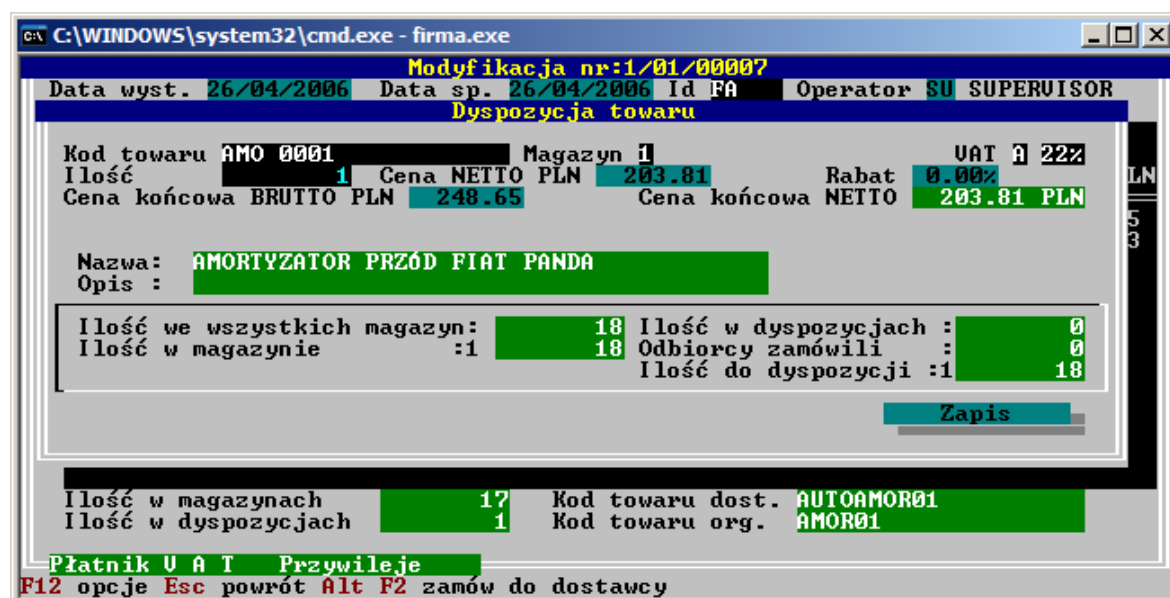 C:\WINDOWS\system32\cmd.exe - firma.exe
Modyfikacja nr:1/01/00007
Data wyst. 26/04/2006 Data sp. 26/04/2006 Id FA Operator SU SUPERVISOR
Dyspozycja towaru
Kod towaru AMO 0001 Magazyn 1 VAT A 22%
Ilość 1 Cena NETTO PLN 203.81 Rabat 0.00%
LN
Cena końcowa BRUTTO PLN 248.65 Cena końcowa NETTO 203.81 PLN
5
3
Nazwa: AMORTYZATOR PRZÓD FIAT PANDA
Opis :
Ilość we wszystkich magazyn: 18 Ilość w dyspozycjach : 0
Ilość w magazynie :1 18 Odbiorcy zamówili : 0
Ilość do dyspozycji :1 18
Zapis
Ilość w magazynach 17 Kod towaru dost. AUTOAMOR01
Ilość w dyspozycjach 1 Kod towaru org. AMOR01
Płatnik V A T Przywileje
F12 opcje Esc powrót Alt F2 zamów do dostawcy